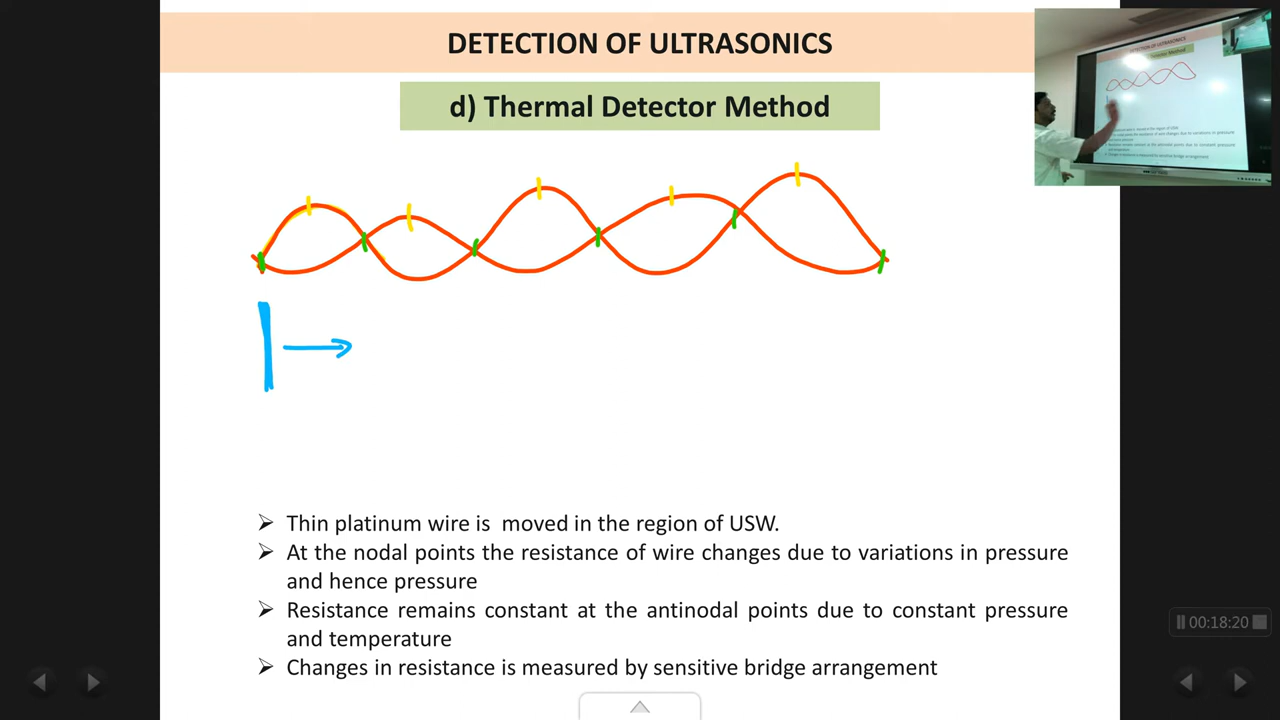 DETECTION OF ULTRASONICS
d) Thermal Detector Method
➢ Thin platinum wire is moved in the region of USW.
➢ At the nodal points the resistance of wire changes due to variations in pressure
and hence pressure
➢ Resistance remains constant at the antinodal points due to constant pressure
and temperature
➢ Changes in resistance is measured by sensitive bridge arrangement
00:18:20